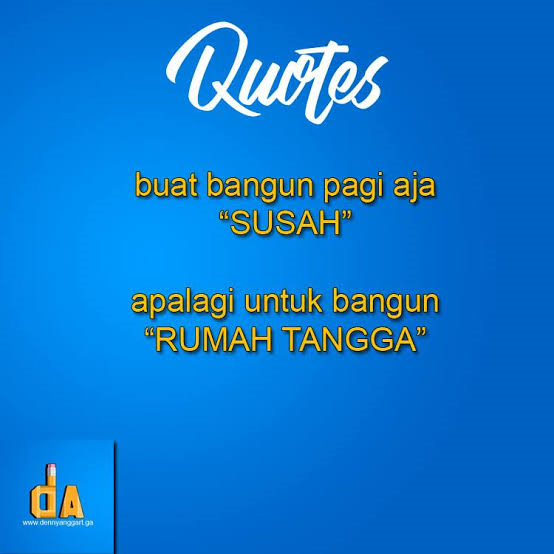 Quotes
buat bangun pagi aja
“SUSAH”
apalagi untuk bangun
“RUMAH TANGGA”
dA
www.dennyanggart.ga